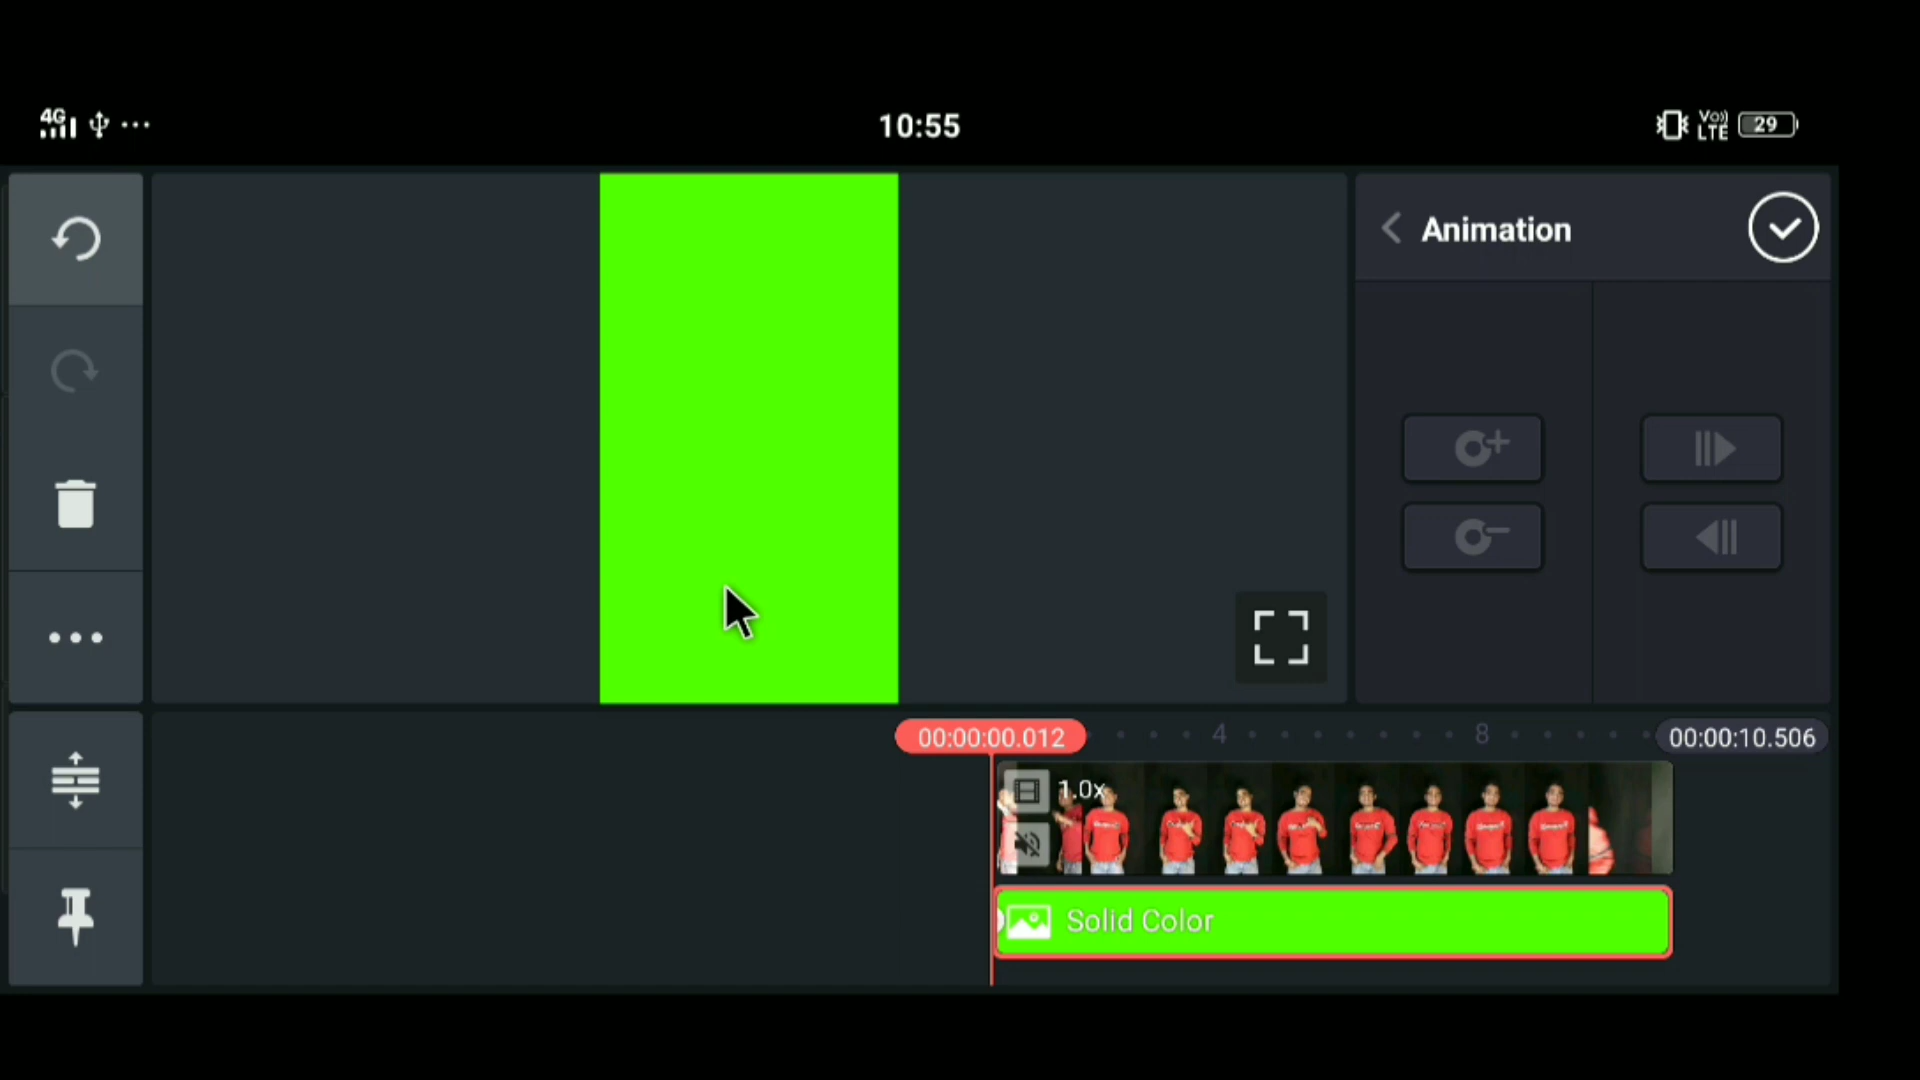 4G
10:55
Vo))
LTE
29
Animation
00:00:00.012
4
8
00:00:10.506
1.0x
Solid Color